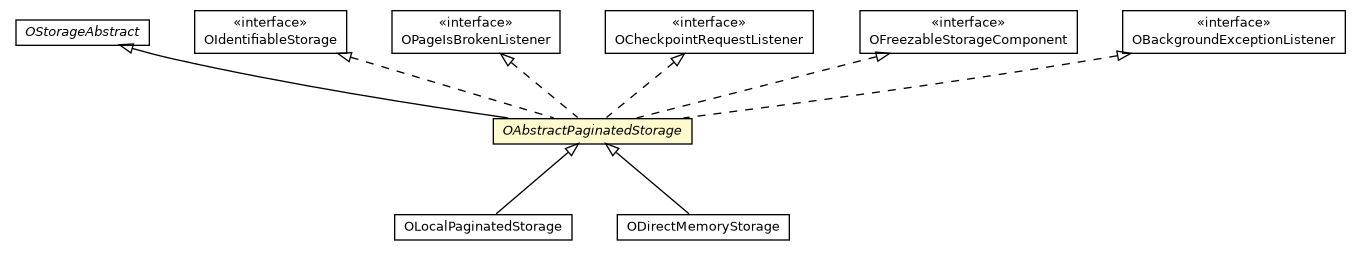 OStorageAbstract
«interface»
OIdentifiableStorage
«interface»
OPageIsBrokenListener
«interface»
OCheckpointRequestListener
«interface»
OFreezableStorageComponent
«interface»
OBackgroundExceptionListener
OAbstractPaginatedStorage
OLocalPaginatedStorage
ODirectMemoryStorage